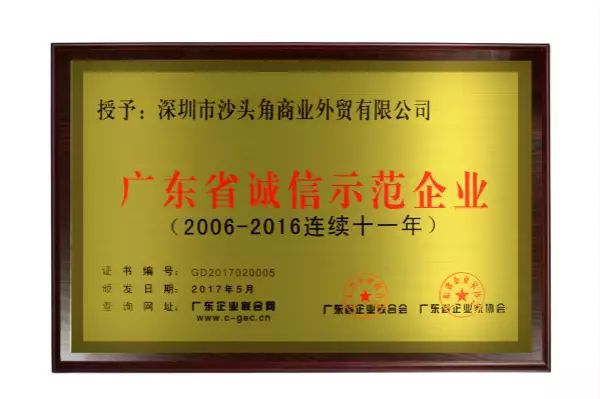 授予：深圳市沙头角商业外贸有限公司
广东省诚信示范企业
（2006-2016连续十一年）
证书编号：GD2017020005
颁发日期：2017年5月
查询网址：广东企业联合网
www.c-gec.cn
广东省企业联合会 广东省企业家协会